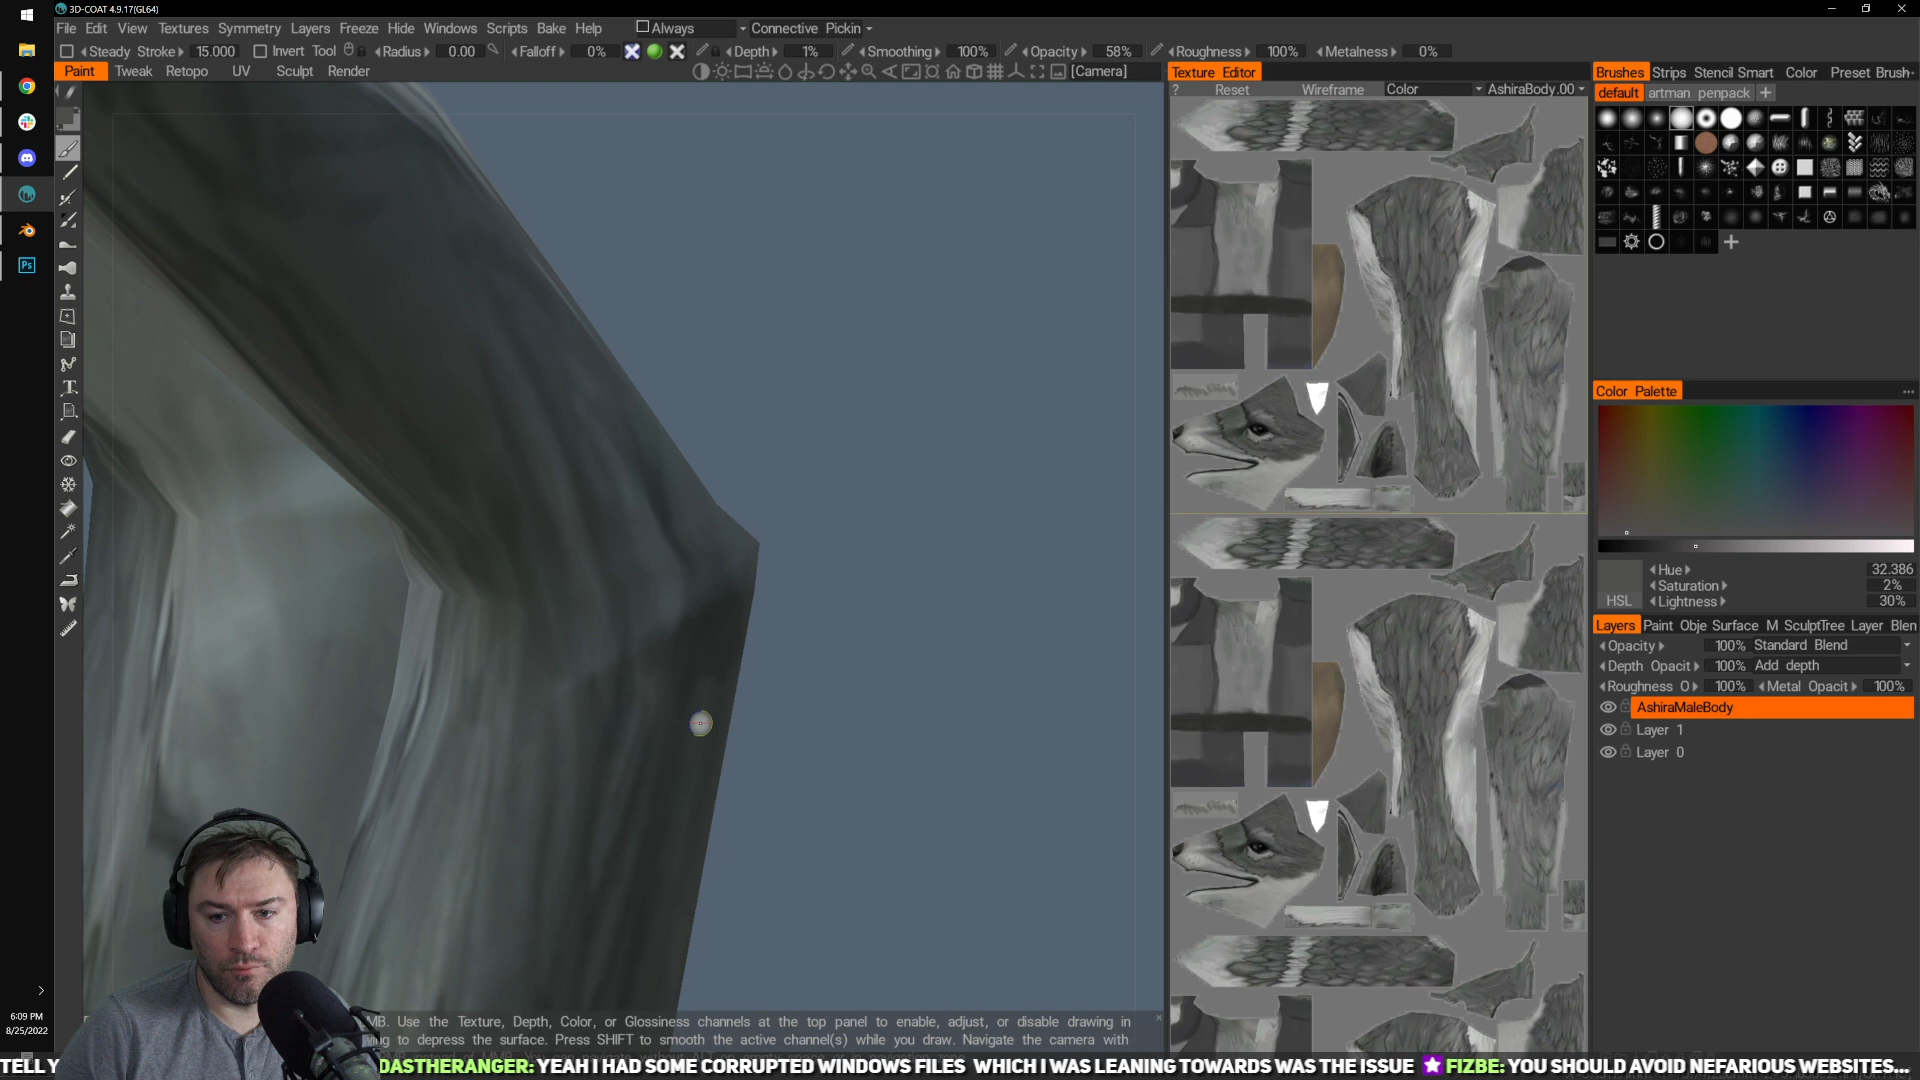 3D-COAT 4.9.17(GL64)
File Edit View Textures Symmetry Layers Freeze Hide Windows Scripts Bake Help Always Connective Pickin
Steady Stroke 15.000 Invert Tool Radius 0.00 Falloff 0% Depth 1% Smoothing 100% Opacity 58% Roughness 100% Metalness 0%
Paint Tweak Retopo UV Sculpt Render [Camera]
Texture Editor
? Reset Wireframe Color AshiraBody.00
Brushes Strips Stencil Smart Color Preset Brush
default artman penpack
Color Palette
Hue 32.386
Saturation 2%
HSL Lightness 30%
Layers Paint Obje Surface M SculptTree Layer Blen
Opacity 100% Standard Blend
Depth Opacit 100% Add depth
Roughness O 100% Metal Opacit 100%
AshiraMaleBody
Layer 1
Layer 0
Ps
6:09 PM
8/25/2022
MB. Use the Texture, Depth, Color, or Glossiness channels at the top panel to enable, adjust, or disable drawing in
ing to depress the surface. Press SHIFT to smooth the active channel(s) while you draw. Navigate the camera with
TELLY DASTHERANGER: YEAH I HAD SOME CORRUPTED WINDOWS FILES WHICH I WAS LEANING TOWARDS WAS THE ISSUE FIZBE: YOU SHOULD AVOID NEFARIOUS WEBSITES...